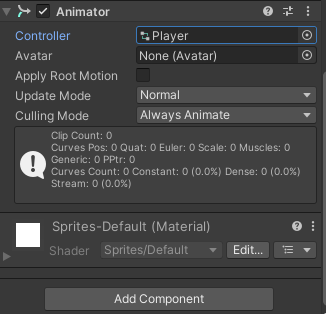 Animator
Controller
Player
Avatar
None (Avatar)
Apply Root Motion
Update Mode
Normal
Culling Mode
Always Animate
Clip Count: 0
Curves Pos: 0 Quat: 0 Euler: 0 Scale: 0 Muscles: 0
Generic: 0 PPtr: 0
Curves Count: 0 Constant: 0 (0.0%) Dense: 0 (0.0%)
Stream: 0 (0.0%)
Sprites-Default (Material)
Shader
Sprites/Default
Edit...
Add Component